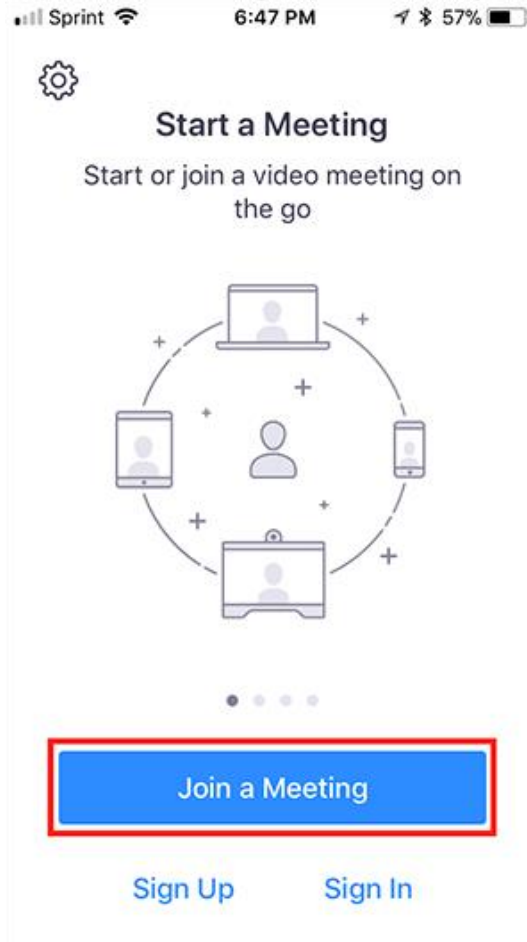 Sprint 6:47 PM 57%
Start a Meeting
Start or join a video meeting on
the go
Join a Meeting
Sign Up Sign In